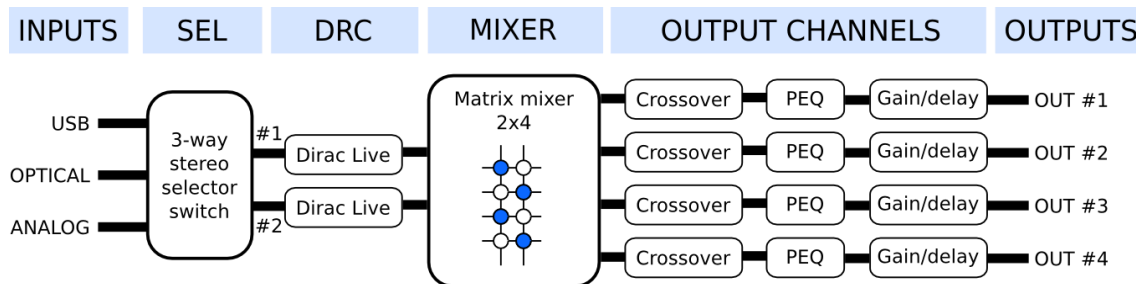 INPUTS SEL DRC MIXER OUTPUT CHANNELS OUTPUTS
USB
OPTICAL
ANALOG
3-way
stereo
selector
switch
#1
#2
Dirac Live
Dirac Live
Matrix mixer
2x4
Crossover PEQ Gain/delay OUT #1
Crossover PEQ Gain/delay OUT #2
Crossover PEQ Gain/delay OUT #3
Crossover PEQ Gain/delay OUT #4